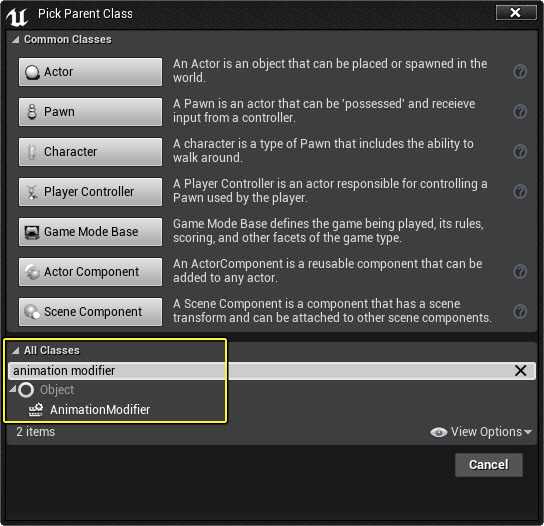 Pick Parent Class
Common Classes
Actor
An Actor is an object that can be placed or spawned in the
world.
Pawn
A Pawn is an actor that can be 'possessed' and receieve
input from a controller.
Character
A character is a type of Pawn that includes the ability to
walk around.
Player Controller
A Player Controller is an actor responsible for controlling a
Pawn used by the player.
Game Mode Base
Game Mode Base defines the game being played, its rules,
scoring, and other facets of the game type.
Actor Component
An ActorComponent is a reusable component that can be
added to any actor.
Scene Component
A Scene Component is a component that has a scene
transform and can be attached to other scene components.
All Classes
animation modifier
Object
AnimationModifier
2 items
View Options
Cancel